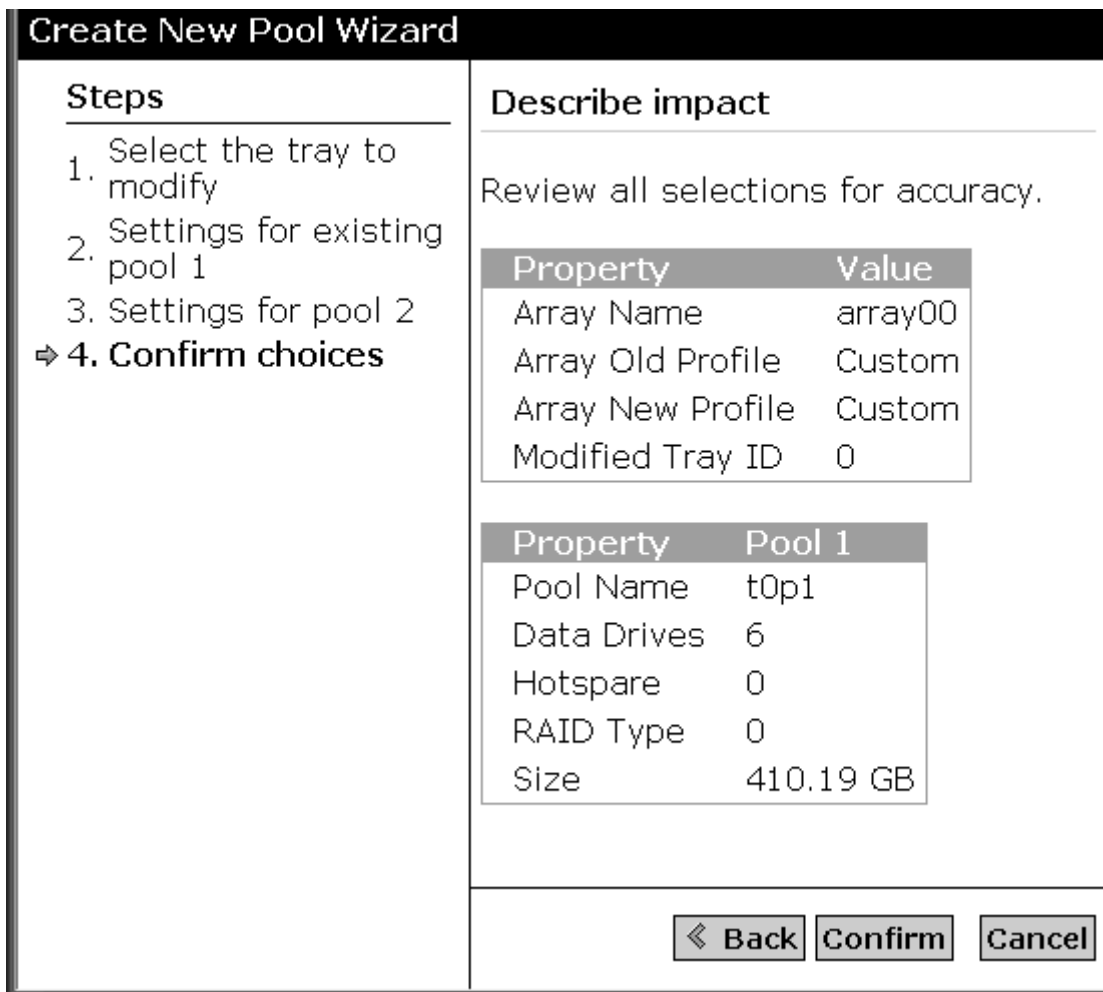 Create New Pool Wizard
Steps
1. Select the tray to
modify
2. Settings for existing
pool 1
3. Settings for pool 2
4. Confirm choices
Describe impact
Review all selections for accuracy.
Property Value
Array Name array00
Array Old Profile Custom
Array New Profile Custom
Modified Tray ID 0
Property Pool 1
Pool Name t0p1
Data Drives 6
Hotspare 0
RAID Type 0
Size 410.19 GB
Back Confirm Cancel